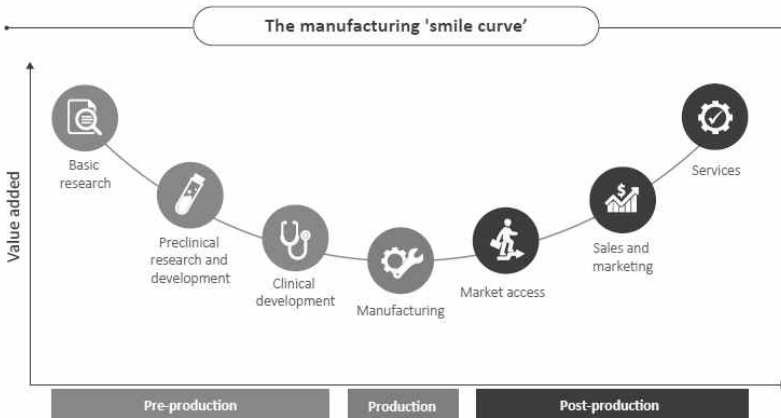 The manufacturing 'smile curve’
Value added
Basic
research
Preclinical
research and
development
Clinical
development
Manufacturing
Market access
$
Sales and
marketing
Services
Pre-production
Production
Post-production